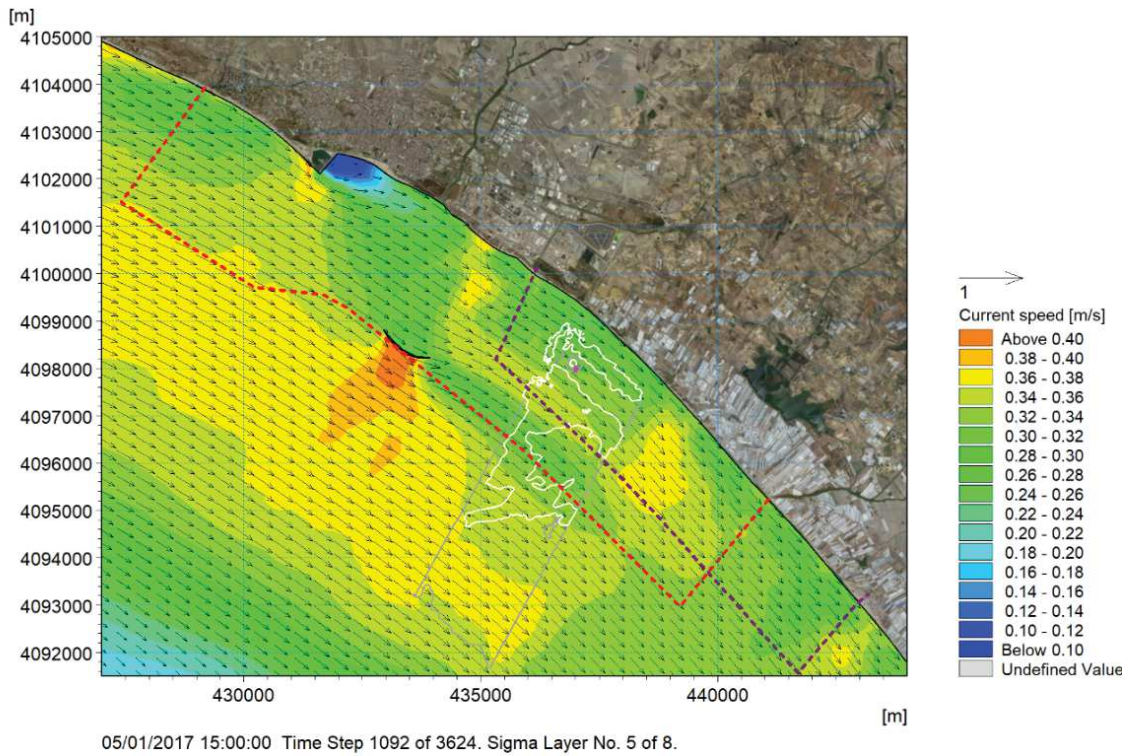 [m]
4105000
4104000
4103000
4102000
4101000
4100000
4099000
4098000
4097000
4096000
4095000
4094000
4093000
4092000
430000 435000 440000
[m]
1
Current speed [m/s]
Above 0.40
0.38 - 0.40
0.36 - 0.38
0.34 - 0.36
0.32 - 0.34
0.30 - 0.32
0.28 - 0.30
0.26 - 0.28
0.24 - 0.26
0.22 - 0.24
0.20 - 0.22
0.18 - 0.20
0.16 - 0.18
0.14 - 0.16
0.12 - 0.14
0.10 - 0.12
Below 0.10
Undefined Value
05/01/2017 15:00:00 Time Step 1092 of 3624. Sigma Layer No. 5 of 8.